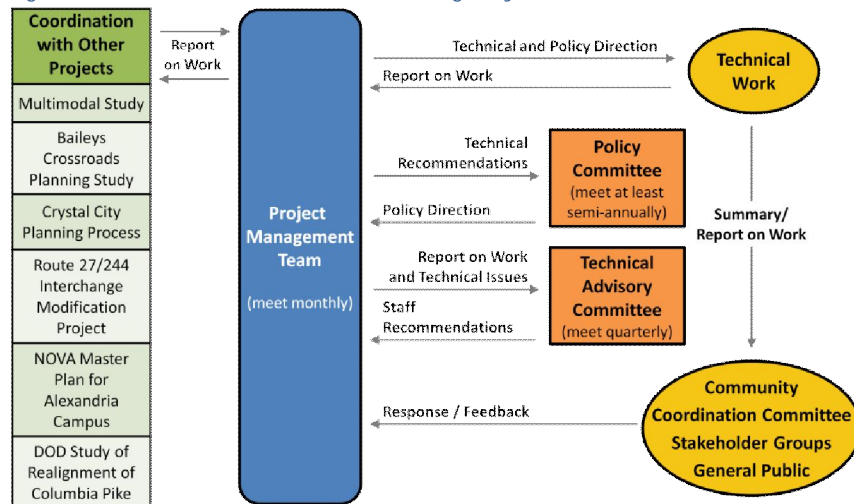 Coordination
with Other
Projects
Multimodal Study
Baileys
Crossroads
Planning Study
Crystal City
Planning Process
Route 27/244
Interchange
Modification
Project
NOVA Master
Plan for
Alexandria
Campus
DOD Study of
Realignment of
Columbia Pike
Report
on Work
Project
Management
Team
(meet monthly)
Technical and Policy Direction
Report on Work
Technical
Recommendations
Policy Direction
Report on Work
and Technical Issues
Staff
Recommendations
Response / Feedback
Technical
Work
Policy
Committee
(meet at least
semi-annually)
Technical
Advisory
Committee
(meet quarterly)
Summary/
Report on Work
Community
Coordination Committee
Stakeholder Groups
General Public